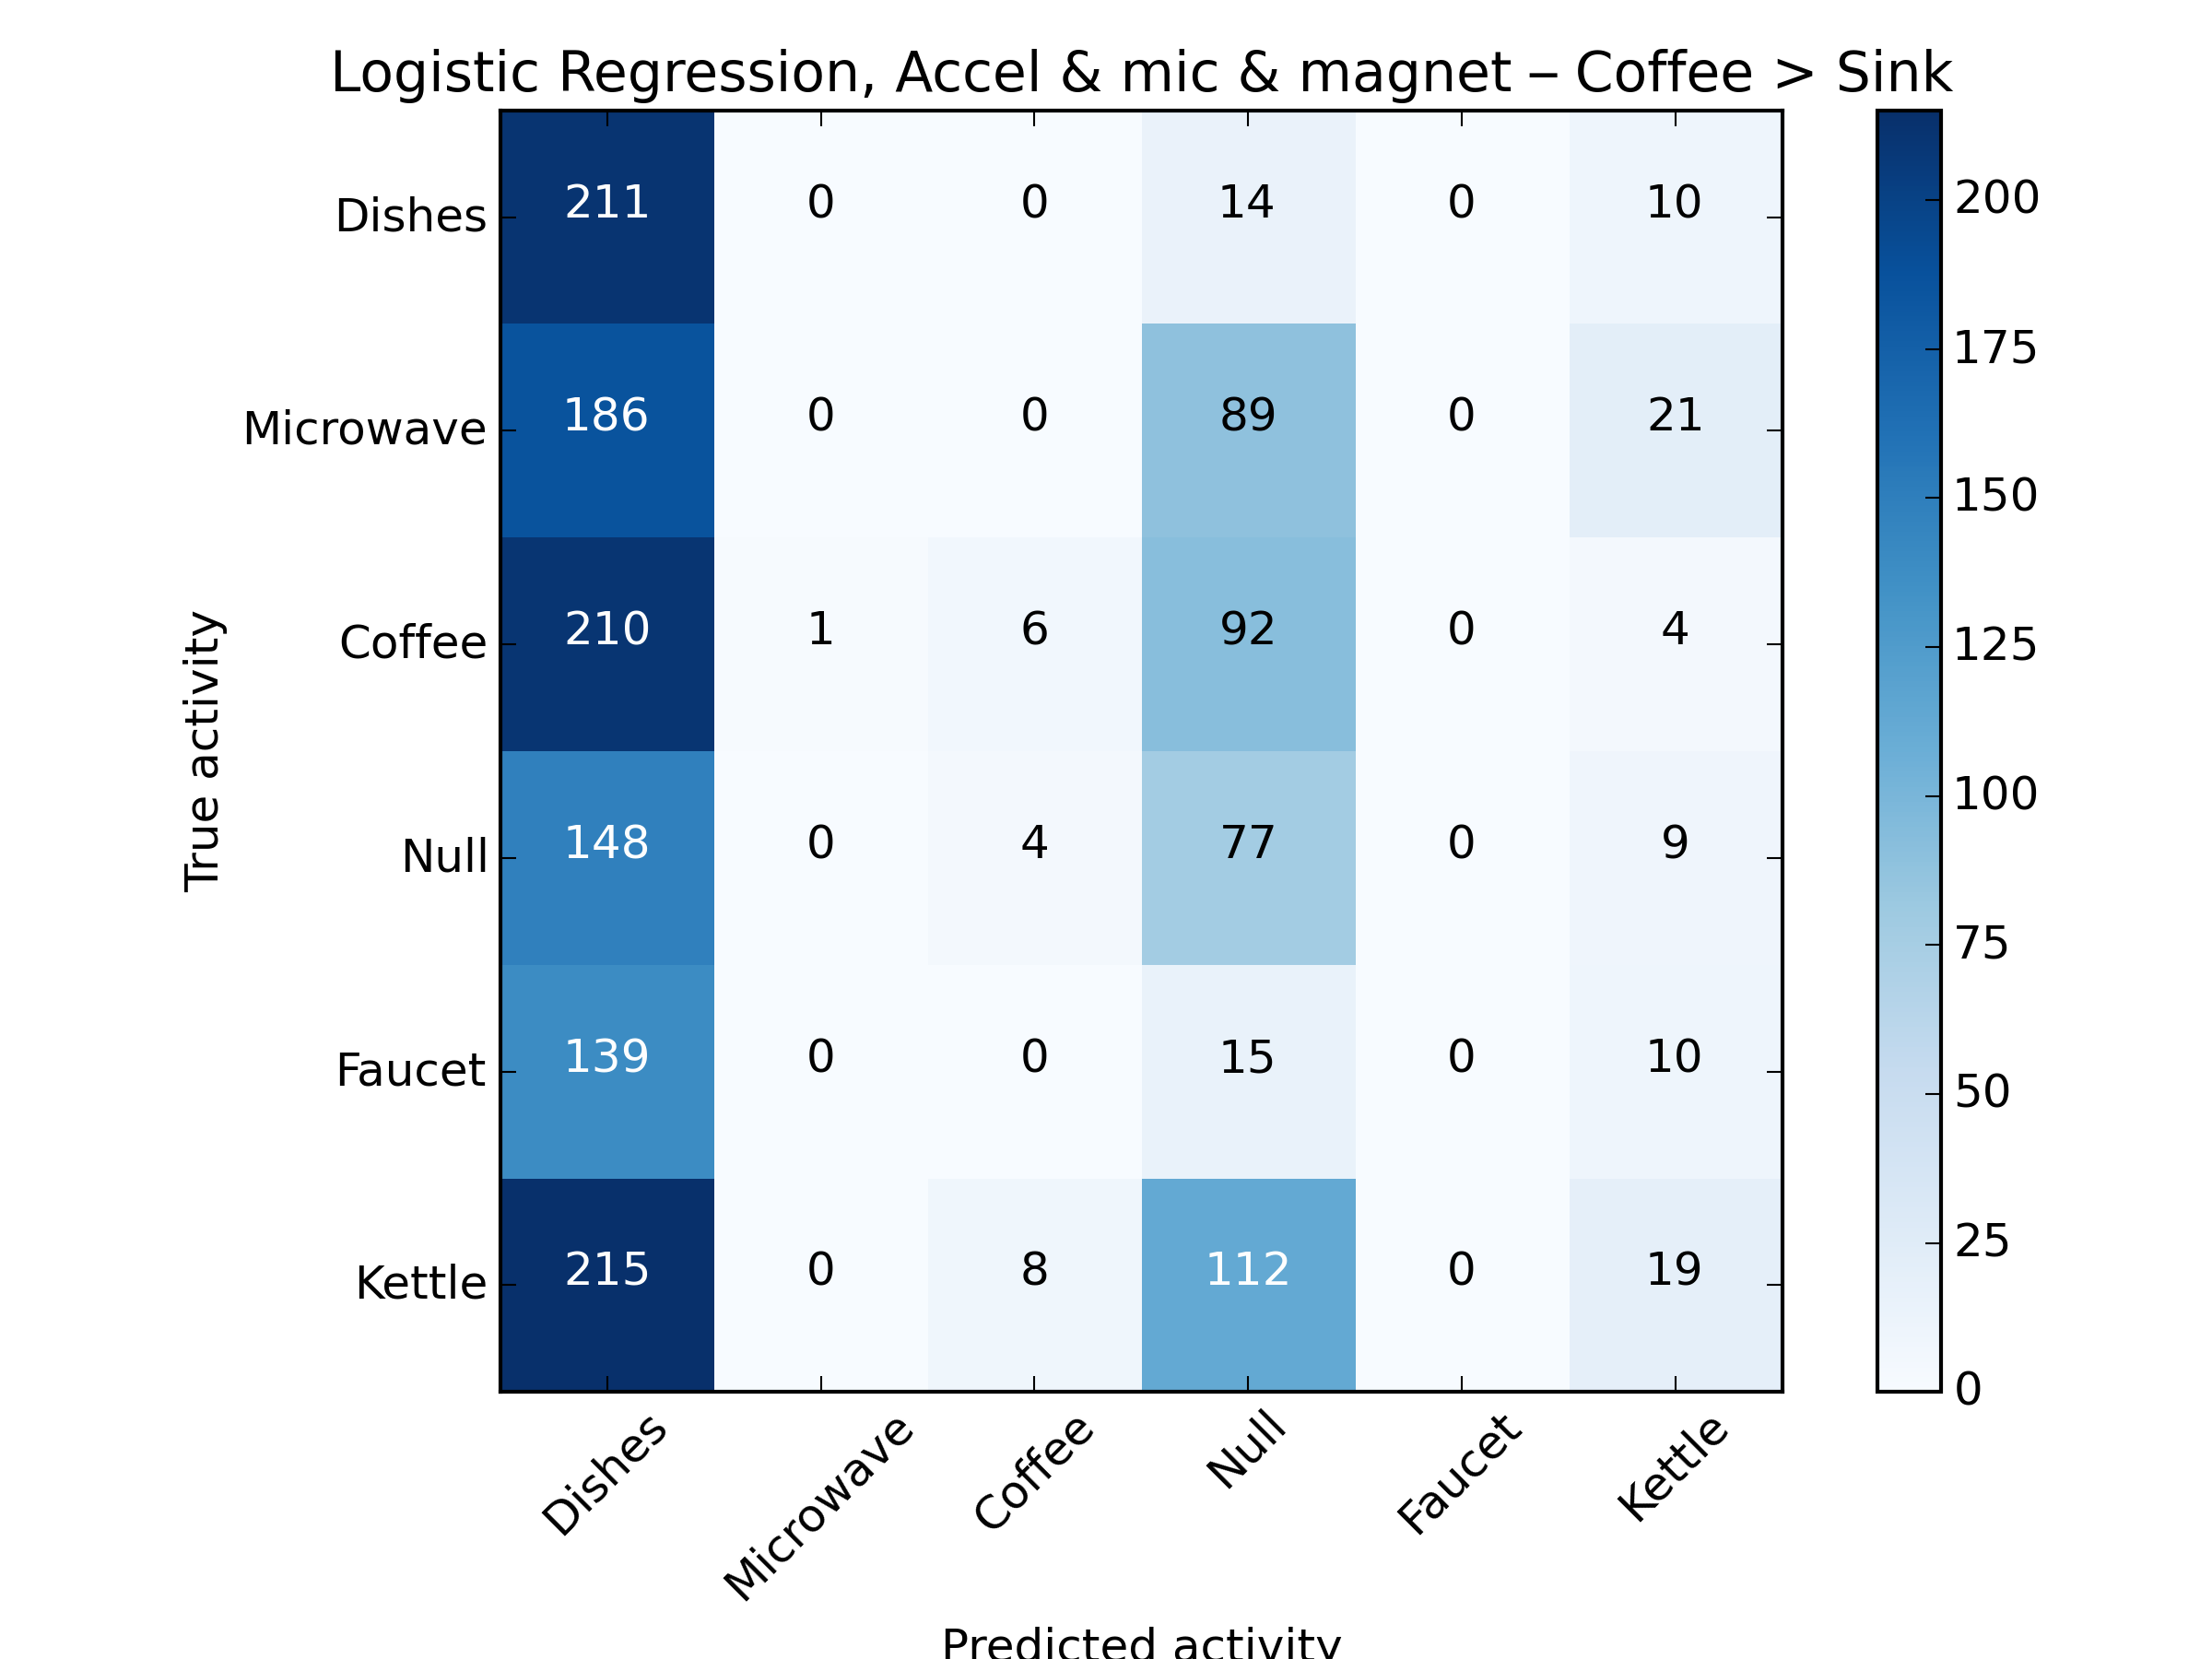 Logistic Regression, Accel & mic & magnet – Coffee > Sink
Dishes 211 0 0 14 0 10
Microwave 186 0 0 89 0 21
Coffee 210 1 6 92 0 4
Null 148 0 4 77 0 9
Faucet 139 0 0 15 0 10
Kettle 215 0 8 112 0 19
True activity
Dishes Microwave Coffee Null Faucet Kettle
Predicted activity
200
175
150
125
100
75
50
25
0